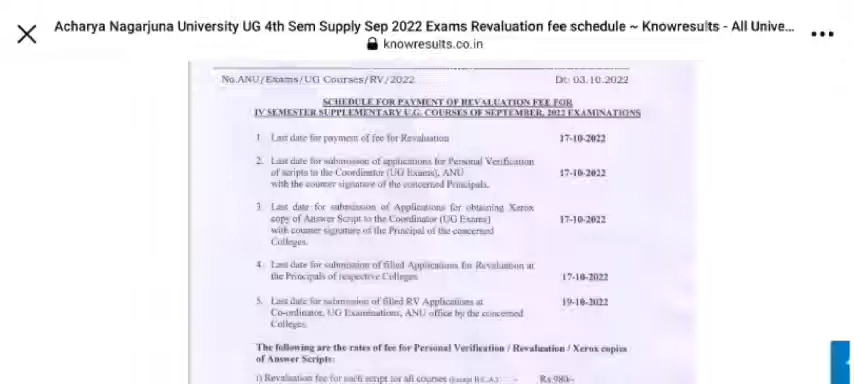 Acharya Nagarjuna University UG 4th Sem Supply Sep 2022 Exams Revaluation fee schedule ~ Knowresults - All Unive...
knowresults.co.in
No.ANU/Exams/UG Courses/RV/2022
Dt: 03.10.2022
SCHEDULE FOR PAYMENT OF REVALUATION FEE FOR
IV SEMESTER SUPPLEMENTARY U.G. COURSES OF SEPTEMBER, 2022 EXAMINATIONS
1. Last date for payment of fee for Revaluation 17-10-2022
2. Last date for submission of applications for Personal Verification
of scripts to the Coordinator (UG Exams), ANU 17-10-2022
with the counter signature of the concerned Principals.
3. Last date for submission of Applications for obtaining Xerox
copy of Answer Script to the Coordinator (UG Exams) 17-10-2022
with counter signature of the Principal of the concerned
Colleges.
4. Last date for submission of filled Applications for Revaluation at
the Principals of respective Colleges 17-10-2022
5. Last date for submission of filled RV Applications at 19-10-2022
Co-ordinator, UG Examinations, ANU office by the concerned
Colleges.
The following are the rates of fee for Personal Verification / Revaluation / Xerox copies
of Answer Scripts:
i) Revaluation fee for each script for all courses (Except B.C.A.) - Rs.980/-